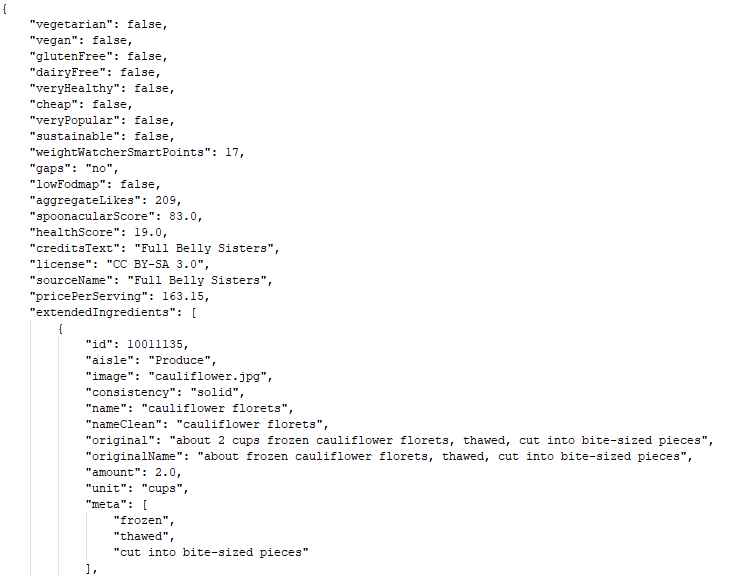 {
"vegetarian": false,
"vegan": false,
"glutenFree": false,
"dairyFree": false,
"veryHealthy": false,
"cheap": false,
"veryPopular": false,
"sustainable": false,
"weightWatcherSmartPoints": 17,
"gaps": "no",
"lowFodmap": false,
"aggregateLikes": 209,
"spoonacularScore": 83.0,
"healthScore": 19.0,
"creditsText": "Full Belly Sisters",
"license": "CC BY-SA 3.0",
"sourceName": "Full Belly Sisters",
"pricePerServing": 163.15,
"extendedIngredients": [
{
"id": 10011135,
"aisle": "Produce",
"image": "cauliflower.jpg",
"consistency": "solid",
"name": "cauliflower florets",
"nameClean": "cauliflower florets",
"original": "about 2 cups frozen cauliflower florets, thawed, cut into bite-sized pieces",
"originalName": "about frozen cauliflower florets, thawed, cut into bite-sized pieces",
"amount": 2.0,
"unit": "cups",
"meta": [
"frozen",
"thawed",
"cut into bite-sized pieces"
],